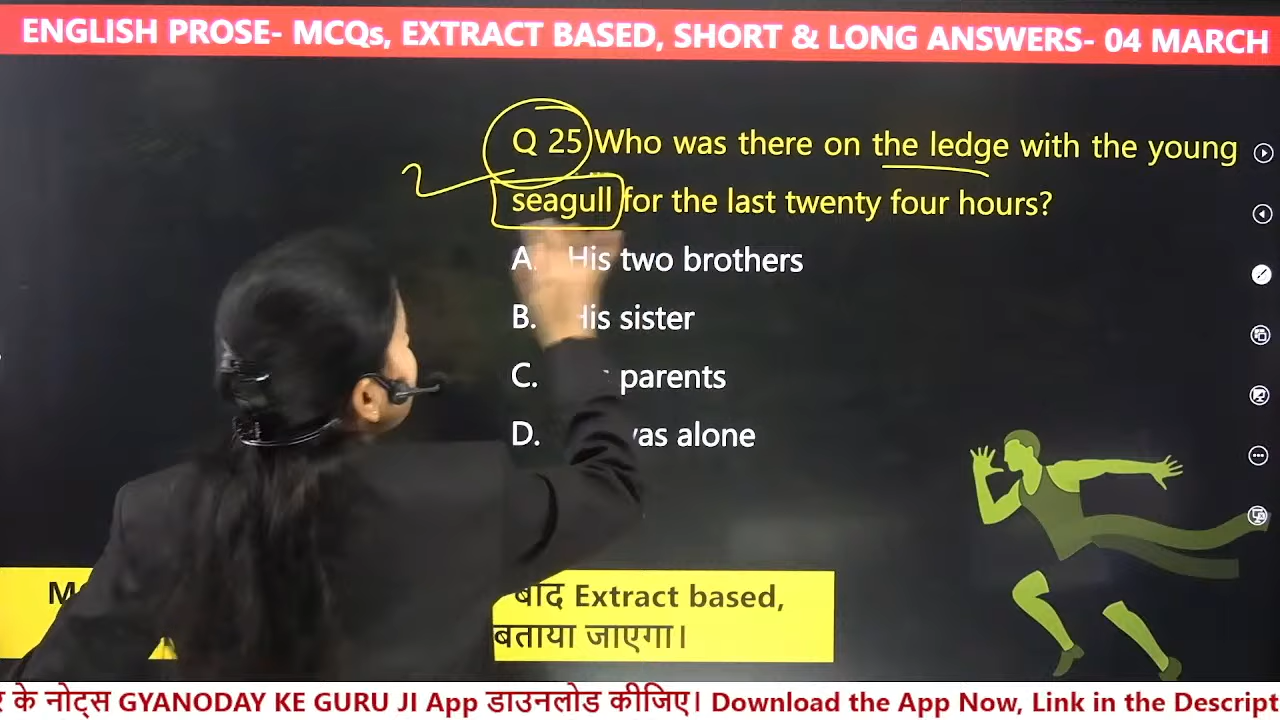 ENGLISH PROSE- MCQs, EXTRACT BASED, SHORT & LONG ANSWERS- 04 MARCH
Q 25 Who was there on the ledge with the young
seagull for the last twenty four hours?
A. His two brothers
B. His sister
C. parents
D. was alone
बाद Extract based,
बताया जाएगा।
के नोट्स GYANODAY KE GURU JI App डाउनलोड कीजिए। Download the App Now, Link in the Descript